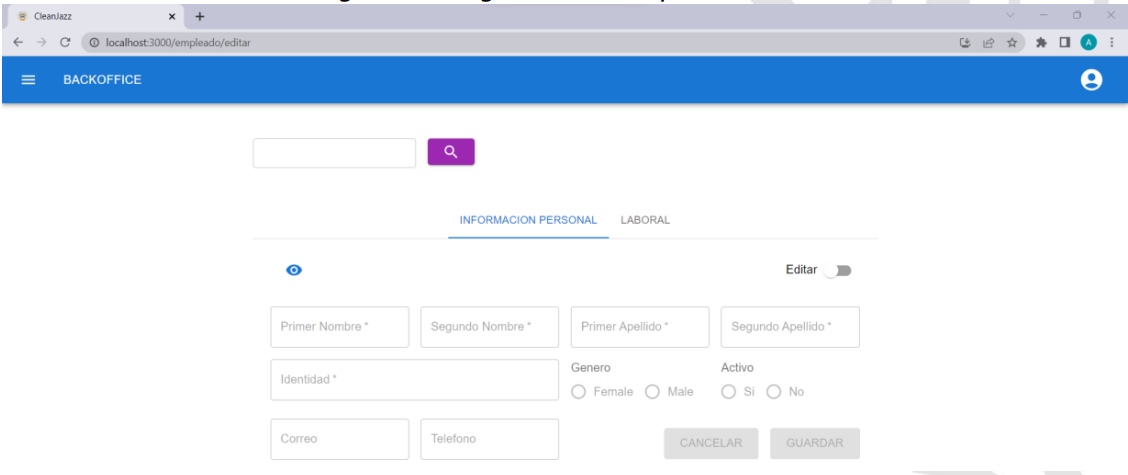 CleanJazz
localhost:3000/empleado/editar
A
BACKOFFICE
INFORMACION PERSONAL LABORAL
Editar
Primer Nombre * Segundo Nombre * Primer Apellido * Segundo Apellido *
Identidad * Genero Activo
Female Male Si No
Correo Telefono CANCELAR GUARDAR